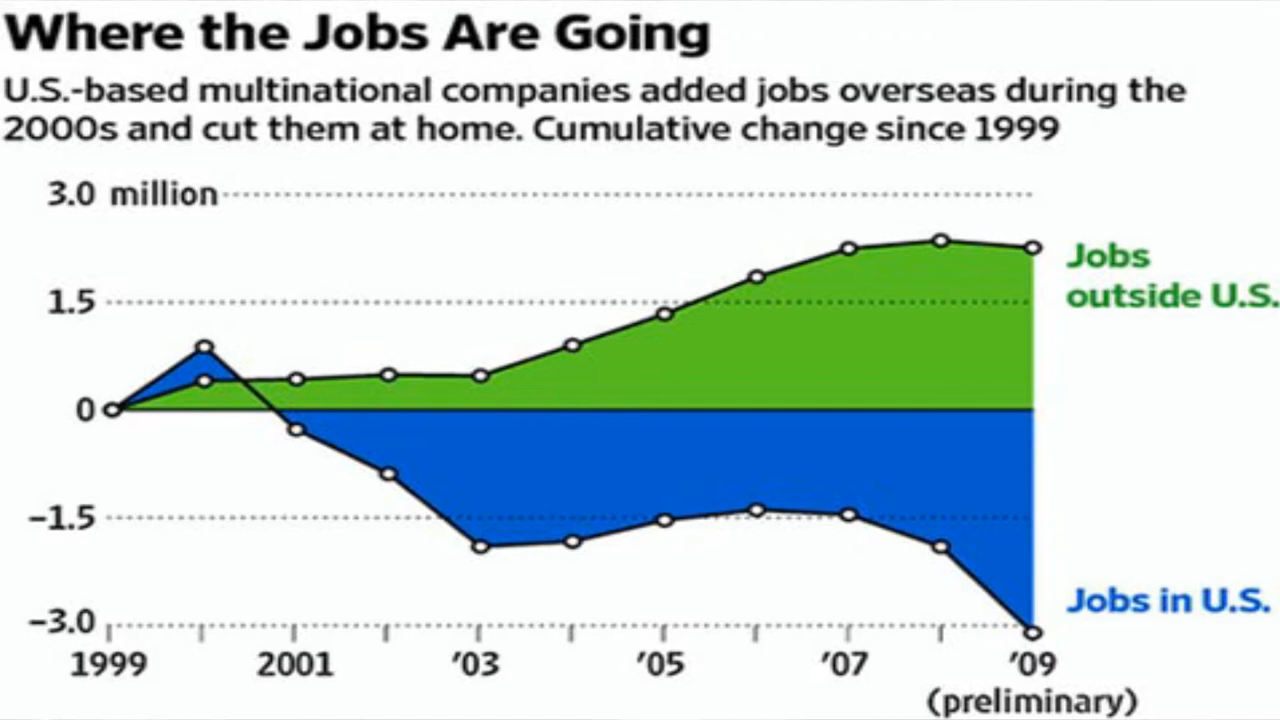 Where the Jobs Are Going
U.S.-based multinational companies added jobs overseas during the
2000s and cut them at home. Cumulative change since 1999
3.0 million
Jobs
outside U.S.
1.5
0
–1.5
Jobs in U.S.
–3.0
1999 2001 ’03 ’05 ’07 ’09
(preliminary)